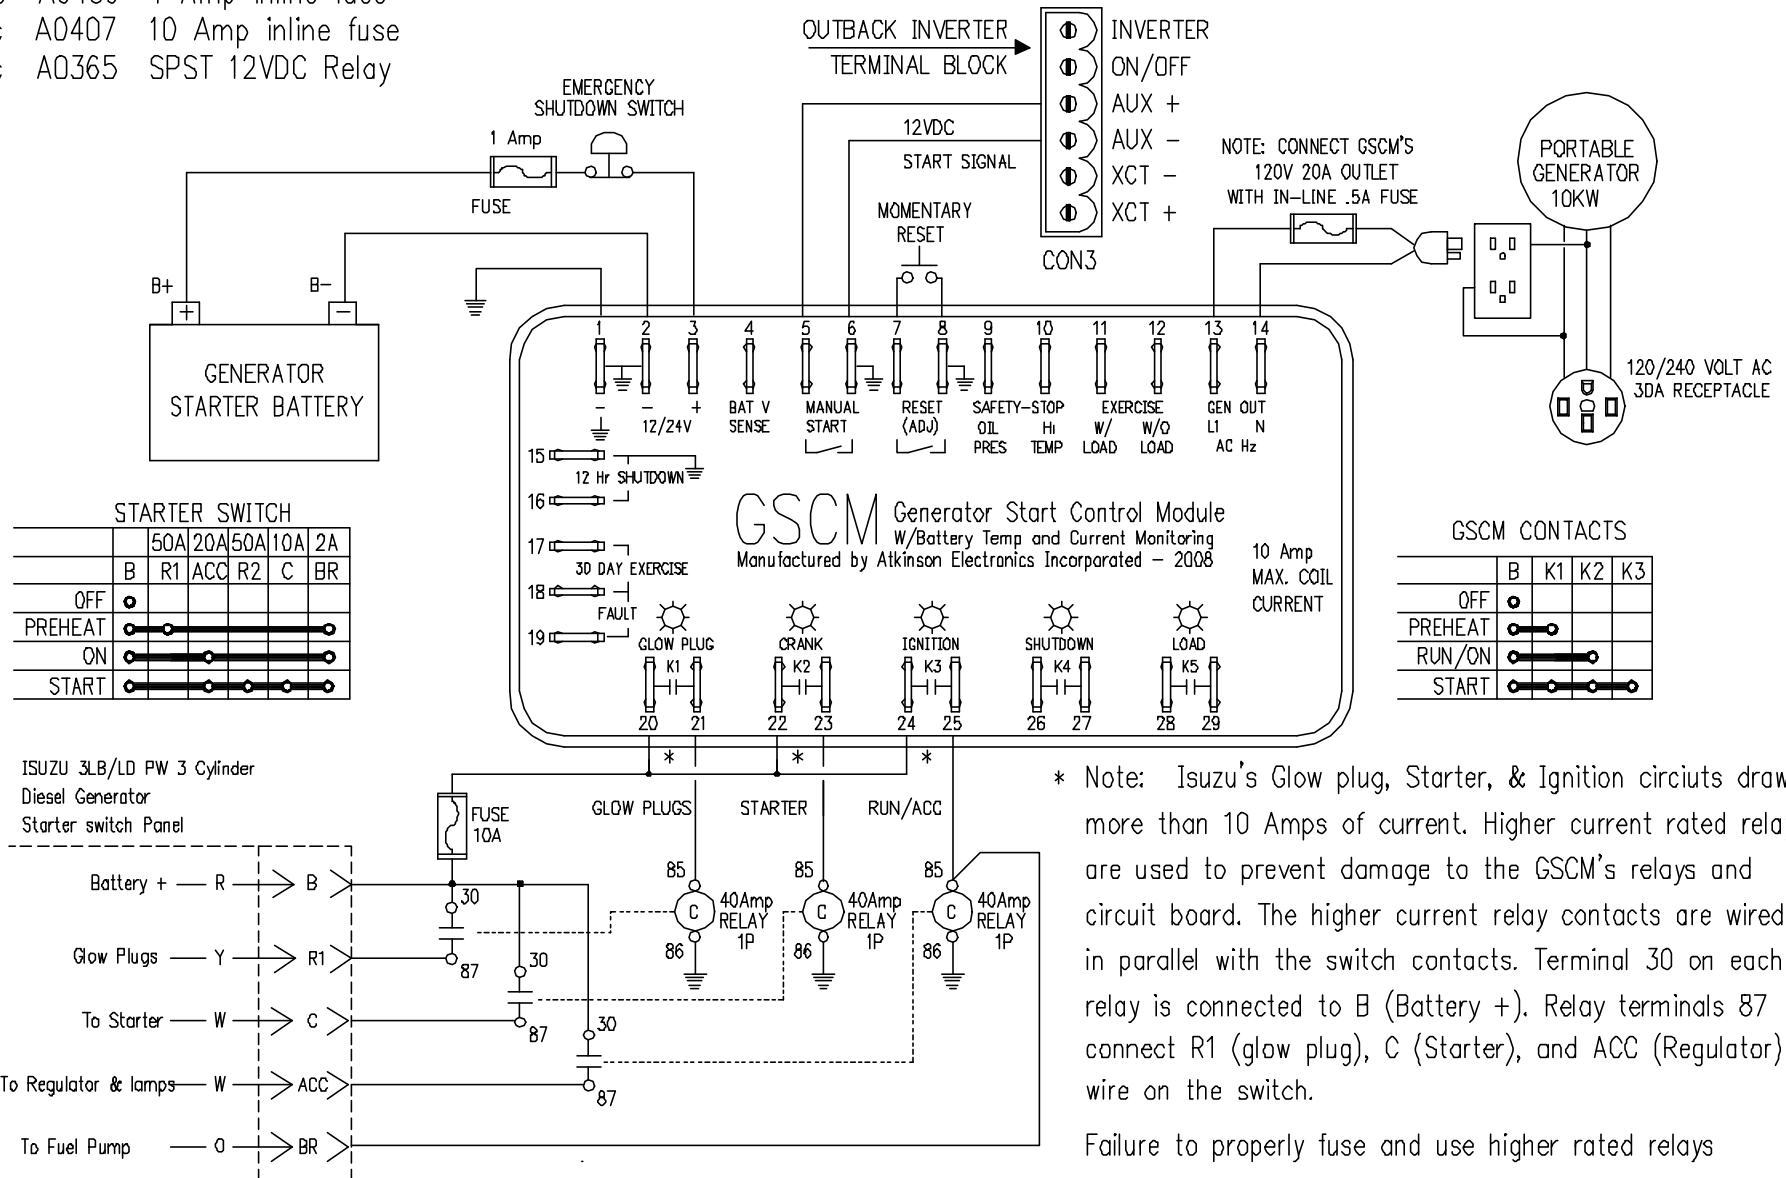 A0407 10 Amp inline fuse
A0365 SPST 12VDC Relay
EMERGENCY
SHUTDOWN SWITCH
1 Amp
FUSE
B+
B-
+
-
GENERATOR
STARTER BATTERY
OUTBACK INVERTER
TERMINAL BLOCK
INVERTER
ON/OFF
AUX +
AUX -
XCT -
XCT +
CON3
12VDC
START SIGNAL
MOMENTARY
RESET
NOTE: CONNECT GSCM'S
120V 20A OUTLET
WITH IN-LINE .5A FUSE
PORTABLE
GENERATOR
10KW
120/240 VOLT AC
30A RECEPTACLE
1 2 3 4 5 6 7 8 9 10 11 12 13 14
- - +
12/24V
BAT V
SENSE
MANUAL
START
RESET
(ADJ)
SAFETY-STOP
OIL
PRES
HI
TEMP
EXERCISE
W/
LOAD
W/O
LOAD
GEN OUT
L1 N
AC Hz
15
12 Hr SHUTDOWN
16
17
30 DAY EXERCISE
18
FAULT
19
GSCM Generator Start Control Module
W/Battery Temp and Current Monitoring
Manufactured by Atkinson Electronics Incorporated - 2008
10 Amp
MAX. COIL
CURRENT
GLOW PLUG CRANK IGNITION SHUTDOWN LOAD
K1 K2 K3 K4 K5
20 21 22 23 24 25 26 27 28 29
* * *
STARTER SWITCH
50A 20A 50A 10A 2A
B R1 ACC R2 C BR
OFF
PREHEAT
ON
START
GSCM CONTACTS
B K1 K2 K3
OFF
PREHEAT
RUN/ON
START
ISUZU 3LB/LD PW 3 Cylinder
Diesel Generator
Starter switch Panel
FUSE
10A
GLOW PLUGS STARTER RUN/ACC
85 85 85
C C C
40Amp
RELAY
1P
40Amp
RELAY
1P
40Amp
RELAY
1P
86 86 86
Battery + R B
30
Glow Plugs Y R1
87
30
To Starter W C
87
30
To Regulator & lamps W ACC
87
To Fuel Pump O BR
* Note: Isuzu's Glow plug, Starter, & Ignition circiuts draw
more than 10 Amps of current. Higher current rated rela
are used to prevent damage to the GSCM's relays and
circuit board. The higher current relay contacts are wired
in parallel with the switch contacts. Terminal 30 on each
relay is connected to B (Battery +). Relay terminals 87
connect R1 (glow plug), C (Starter), and ACC (Regulator)
wire on the switch.
Failure to properly fuse and use higher rated relays